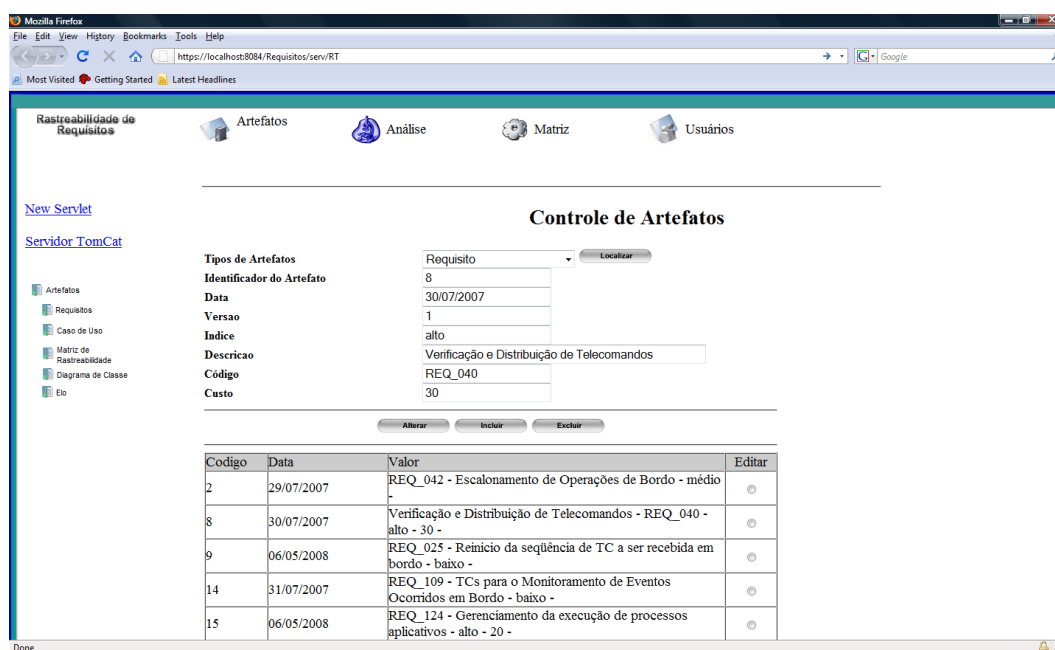 Mozilla Firefox
File Edit View History Bookmarks Tools Help
https://localhost:8084/Requisitos/serv/RT
G Google
Most Visited Getting Started Latest Headlines
Rastreabilidade de
Requisitos
Artefatos
Análise
Matriz
Usuários
New Servlet
Servidor TomCat
Artefatos
Requisitos
Caso de Uso
Matriz de
Rastreabilidade
Diagrama de Classe
Elo
Controle de Artefatos
Tipos de Artefatos Requisito Localizar
Identificador do Artefato 8
Data 30/07/2007
Versao 1
Indice alto
Descricao Verificação e Distribuição de Telecomandos
Código REQ_040
Custo 30
Alterar Incluir Excluir
Codigo Data Valor Editar
2 29/07/2007 REQ_042 - Escalonamento de Operações de Bordo - médio
-
8 30/07/2007 Verificação e Distribuição de Telecomandos - REQ_040 -
alto - 30 -
9 06/05/2008 REQ_025 - Reinicio da seqüência de TC a ser recebida em
bordo - baixo -
14 31/07/2007 REQ_109 - TCs para o Monitoramento de Eventos
Ocorridos em Bordo - baixo -
15 06/05/2008 REQ_124 - Gerenciamento da execução de processos
aplicativos - alto - 20 -
Done